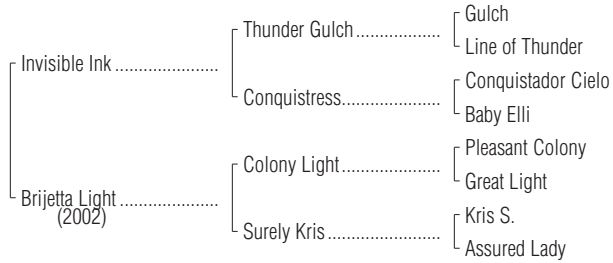 Gulch
Thunder Gulch ...................
Line of Thunder
Invisible Ink .......................
Conquistador Cielo
Conquistress.......................
Baby Elli
Pleasant Colony
Colony Light .......................
Great Light
Brijetta Light ......................
(2002)
Kris S.
Surely Kris ..........................
Assured Lady